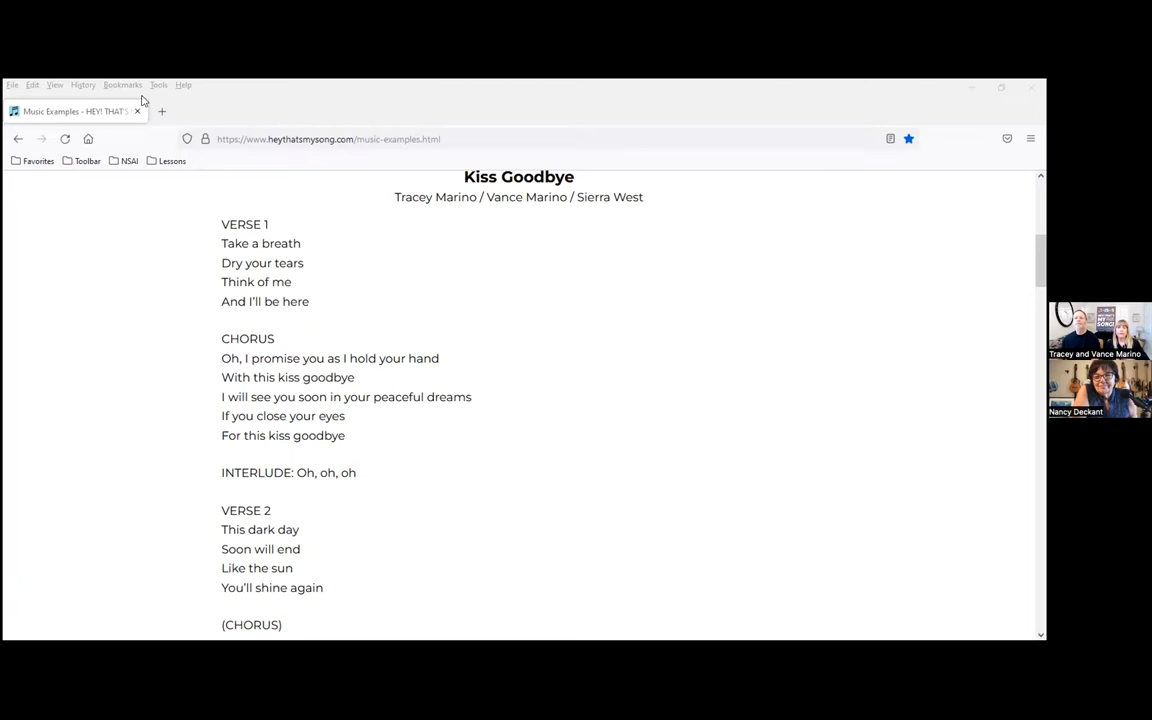 File Edit View History Bookmarks Tools Help
Music Examples - HEY! THAT'S
https://www.heythatsmysong.com/music-examples.html
Favorites Toolbar NSAI Lessons
Kiss Goodbye
Tracey Marino / Vance Marino / Sierra West
VERSE 1
Take a breath
Dry your tears
Think of me
And I'll be here
CHORUS
Oh, I promise you as I hold your hand
With this kiss goodbye
I will see you soon in your peaceful dreams
If you close your eyes
For this kiss goodbye
INTERLUDE: Oh, oh, oh
VERSE 2
This dark day
Soon will end
Like the sun
You'll shine again
(CHORUS)
MY
SONG!
Tracey and Vance Marino
Nancy Deckant